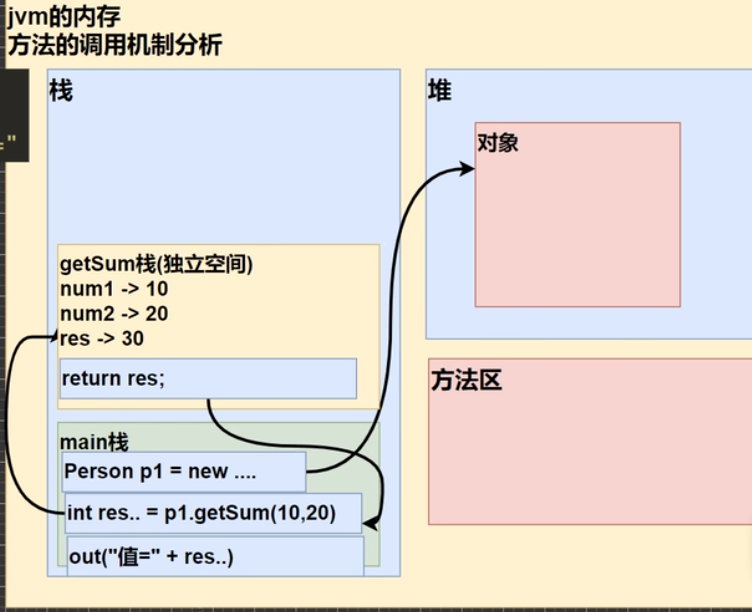 jvm的内存
方法的调用机制分析
="
栈
getSum栈(独立空间)
num1 -> 10
num2 -> 20
res -> 30
return res;
main栈
Person p1 = new ....
int res.. = p1.getSum(10,20)
out("值=" + res..)
堆
对象
方法区